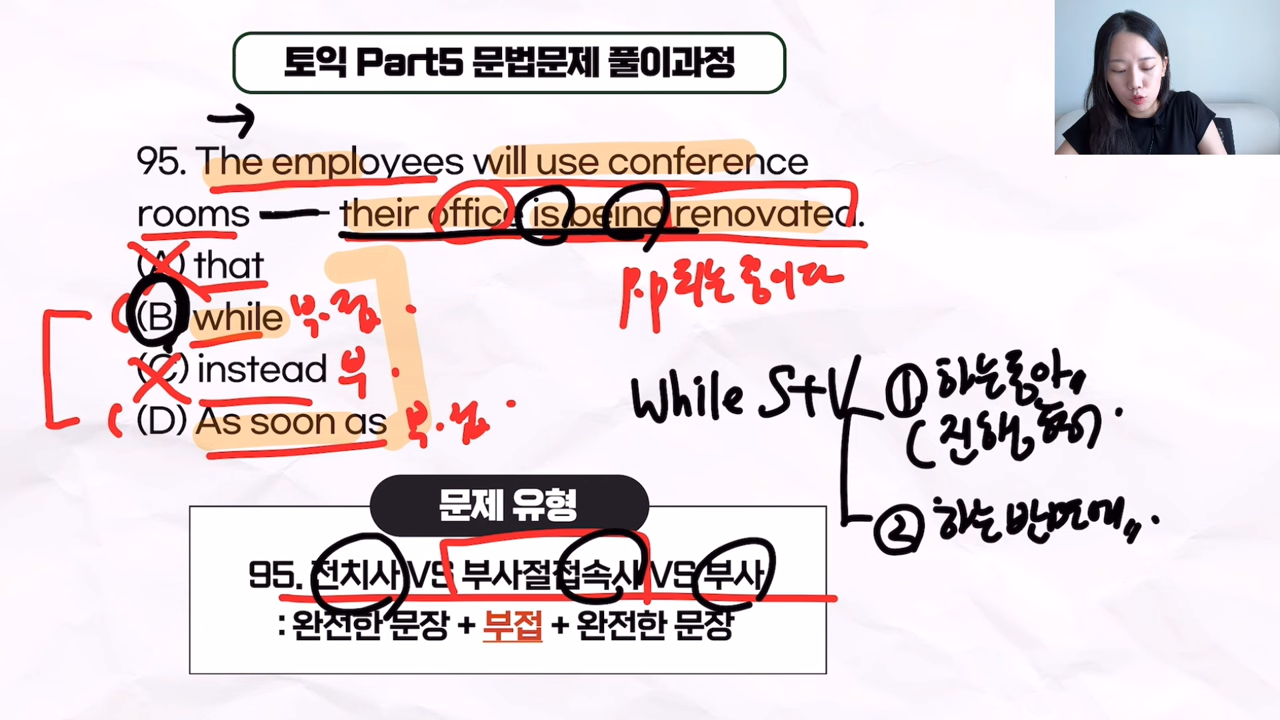 토익 Part5 문법문제 풀이과정
95. The employees will use conference
rooms — their office is being renovated.
(A) that
(B) while 부.접.
(C) instead 부.
(D) As soon as 부.접.
p.p 되는 중이다
While S+V ① 하는동안"
(진행中).
② 하는 반면에".
문제 유형
95. 전치사 VS 부사절접속사 VS 부사
: 완전한 문장 + 부접 + 완전한 문장